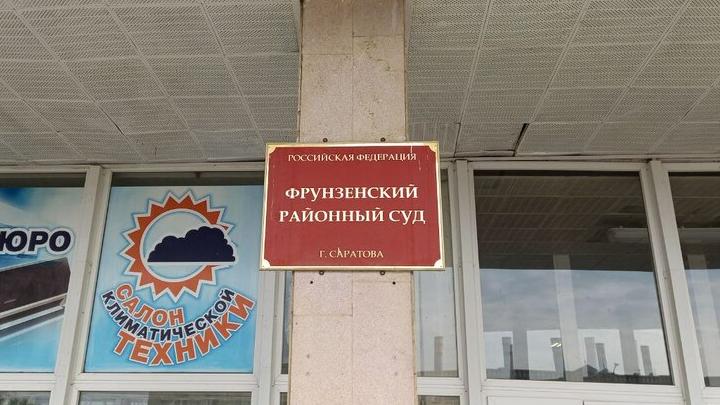 РОССИЙСКАЯ ФЕДЕРАЦИЯ
ФРУНЗЕНСКИЙ
РАЙОННЫЙ СУД
Г. САРАТОВА
ЮРО
САЛОН
КЛИМАТИЧЕСКОЙ
ТЕХНИКИ